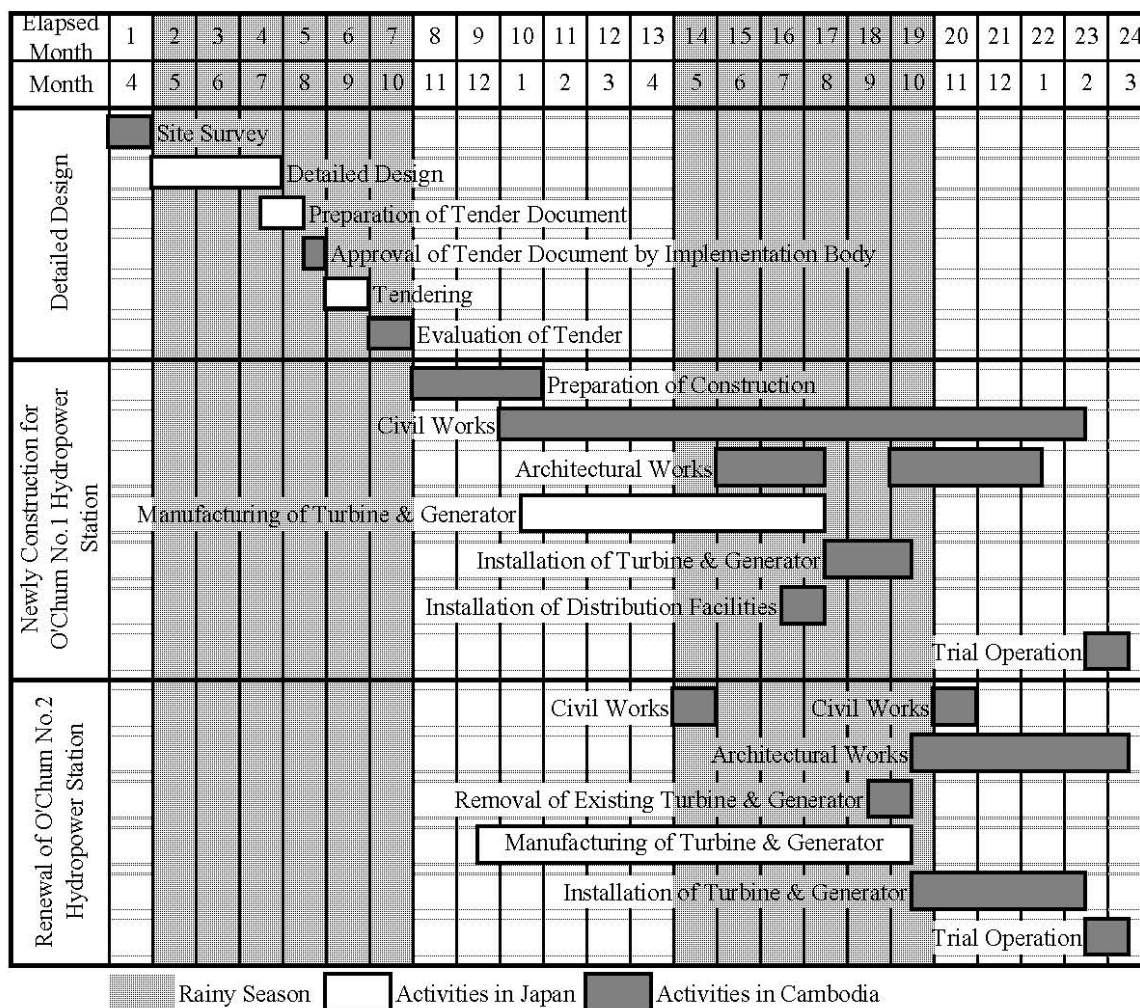 Elapsed Month 1 2 3 4 5 6 7 8 9 10 11 12 13 14 15 16 17 18 19 20 21 22 23 24
Month 4 5 6 7 8 9 10 11 12 1 2 3 4 5 6 7 8 9 10 11 12 1 2 3
Detailed Design
Site Survey
Detailed Design
Preparation of Tender Document
Approval of Tender Document by Implementation Body
Tendering
Evaluation of Tender
Newly Construction for
O'Chum No.1 Hydropower
Station
Preparation of Construction
Civil Works
Architectural Works
Manufacturing of Turbine & Generator
Installation of Turbine & Generator
Installation of Distribution Facilities
Trial Operation
Renewal of O'Chum No.2
Hydropower Station
Civil Works Civil Works
Architectural Works
Removal of Existing Turbine & Generator
Manufacturing of Turbine & Generator
Installation of Turbine & Generator
Trial Operation
Rainy Season Activities in Japan Activities in Cambodia